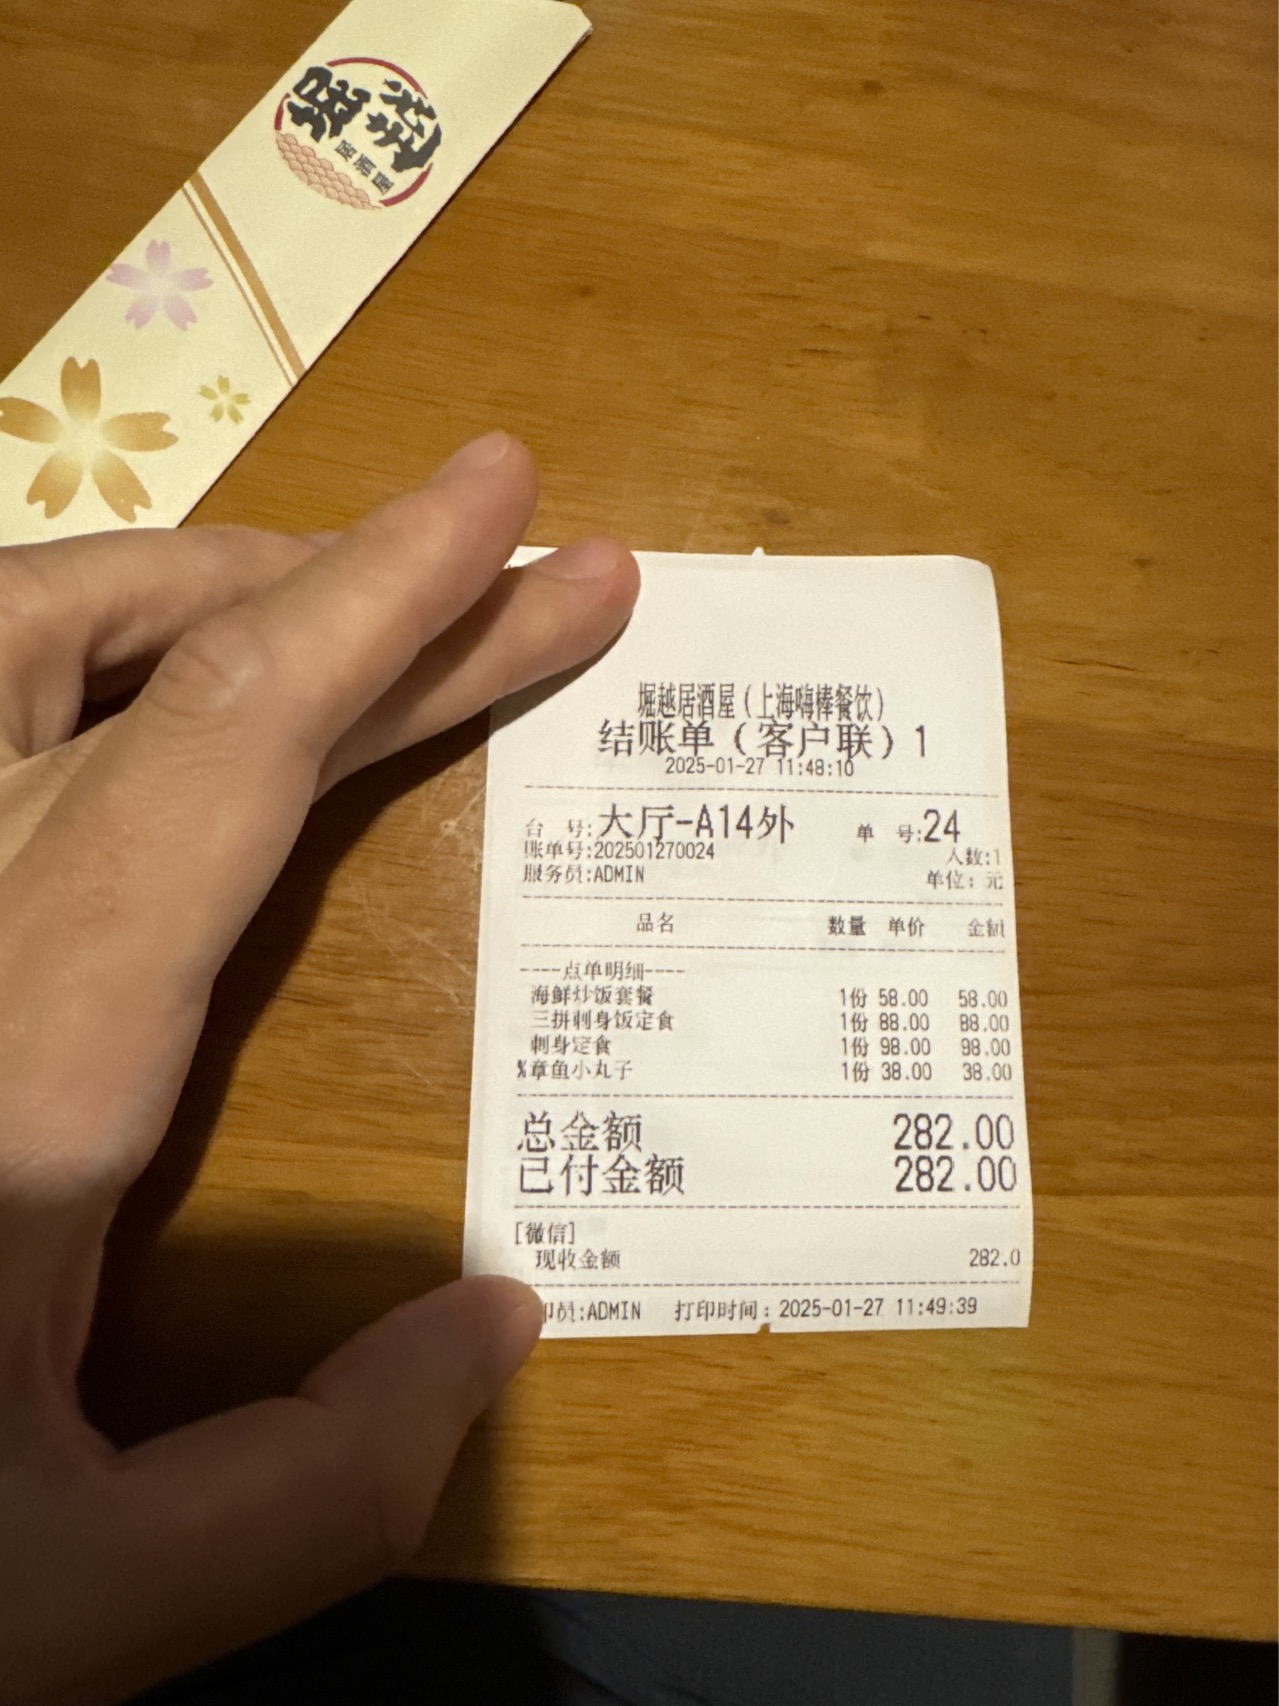 堀越
居酒屋
堀越居酒屋(上海嗨棒餐饮)
结账单(客户联)1
2025-01-27 11:48:10
台 号:大厅-A14外 单 号:24
账单号:202501270024 人数:1
服务员:ADMIN 单位: 元
品名 数量 单价 金额
----点单明细----
海鲜炒饭套餐 1份 58.00 58.00
三拼刺身饭定食 1份 88.00 88.00
刺身定食 1份 98.00 98.00
%章鱼小丸子 1份 38.00 38.00
总金额 282.00
已付金额 282.00
[微信]
现收金额 282.0
印员:ADMIN 打印时间:2025-01-27 11:49:39